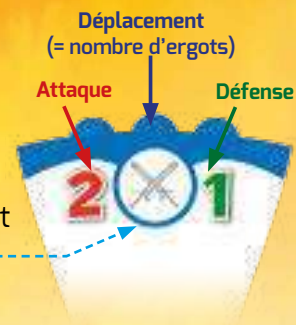 Déplacement
(= nombre d’ergots)
Attaque
Défense
2 1
t